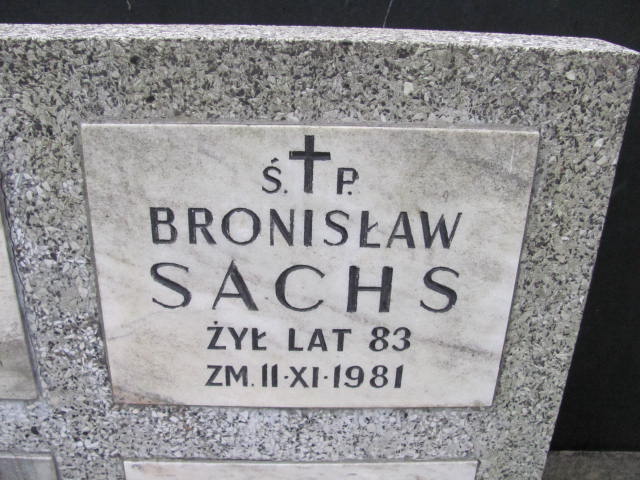 Ś. P.
BRONISŁAW
SACHS
ŻYŁ LAT 83
ZM. 11·XI·1981